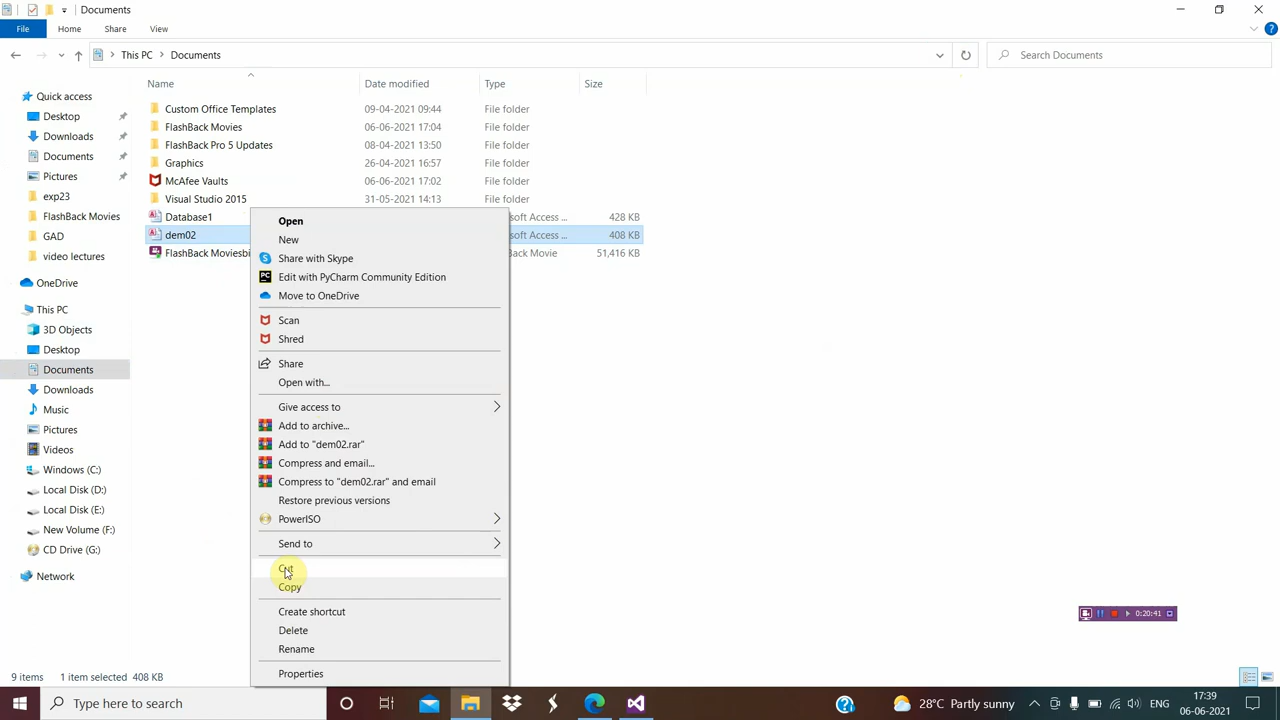 Documents
File Home Share View
This PC Documents Search Documents
Name Date modified Type Size
Quick access
Desktop
Downloads
Documents
Pictures
exp23
FlashBack Movies
GAD
video lectures
OneDrive
This PC
3D Objects
Desktop
Documents
Downloads
Music
Pictures
Videos
Windows (C:)
Local Disk (D:)
Local Disk (E:)
New Volume (F:)
CD Drive (G:)
Network
Custom Office Templates 09-04-2021 09:44 File folder
FlashBack Movies 06-06-2021 17:04 File folder
FlashBack Pro 5 Updates 08-04-2021 13:50 File folder
Graphics 26-04-2021 16:57 File folder
McAfee Vaults 06-06-2021 17:02 File folder
Visual Studio 2015 31-05-2021 14:13 File folder
Database1 soft Access ... 428 KB
dem02 soft Access ... 408 KB
FlashBack Moviesbi ack Movie 51,416 KB
Open
New
Share with Skype
Edit with PyCharm Community Edition
Move to OneDrive
Scan
Shred
Share
Open with...
Give access to
Add to archive...
Add to "dem02.rar"
Compress and email...
Compress to "dem02.rar" and email
Restore previous versions
PowerISO
Send to
Cut
Copy
Create shortcut
Delete
Rename
Properties
0:20:41
9 items 1 item selected 408 KB
Type here to search
28°C Partly sunny ENG 17:39
06-06-2021